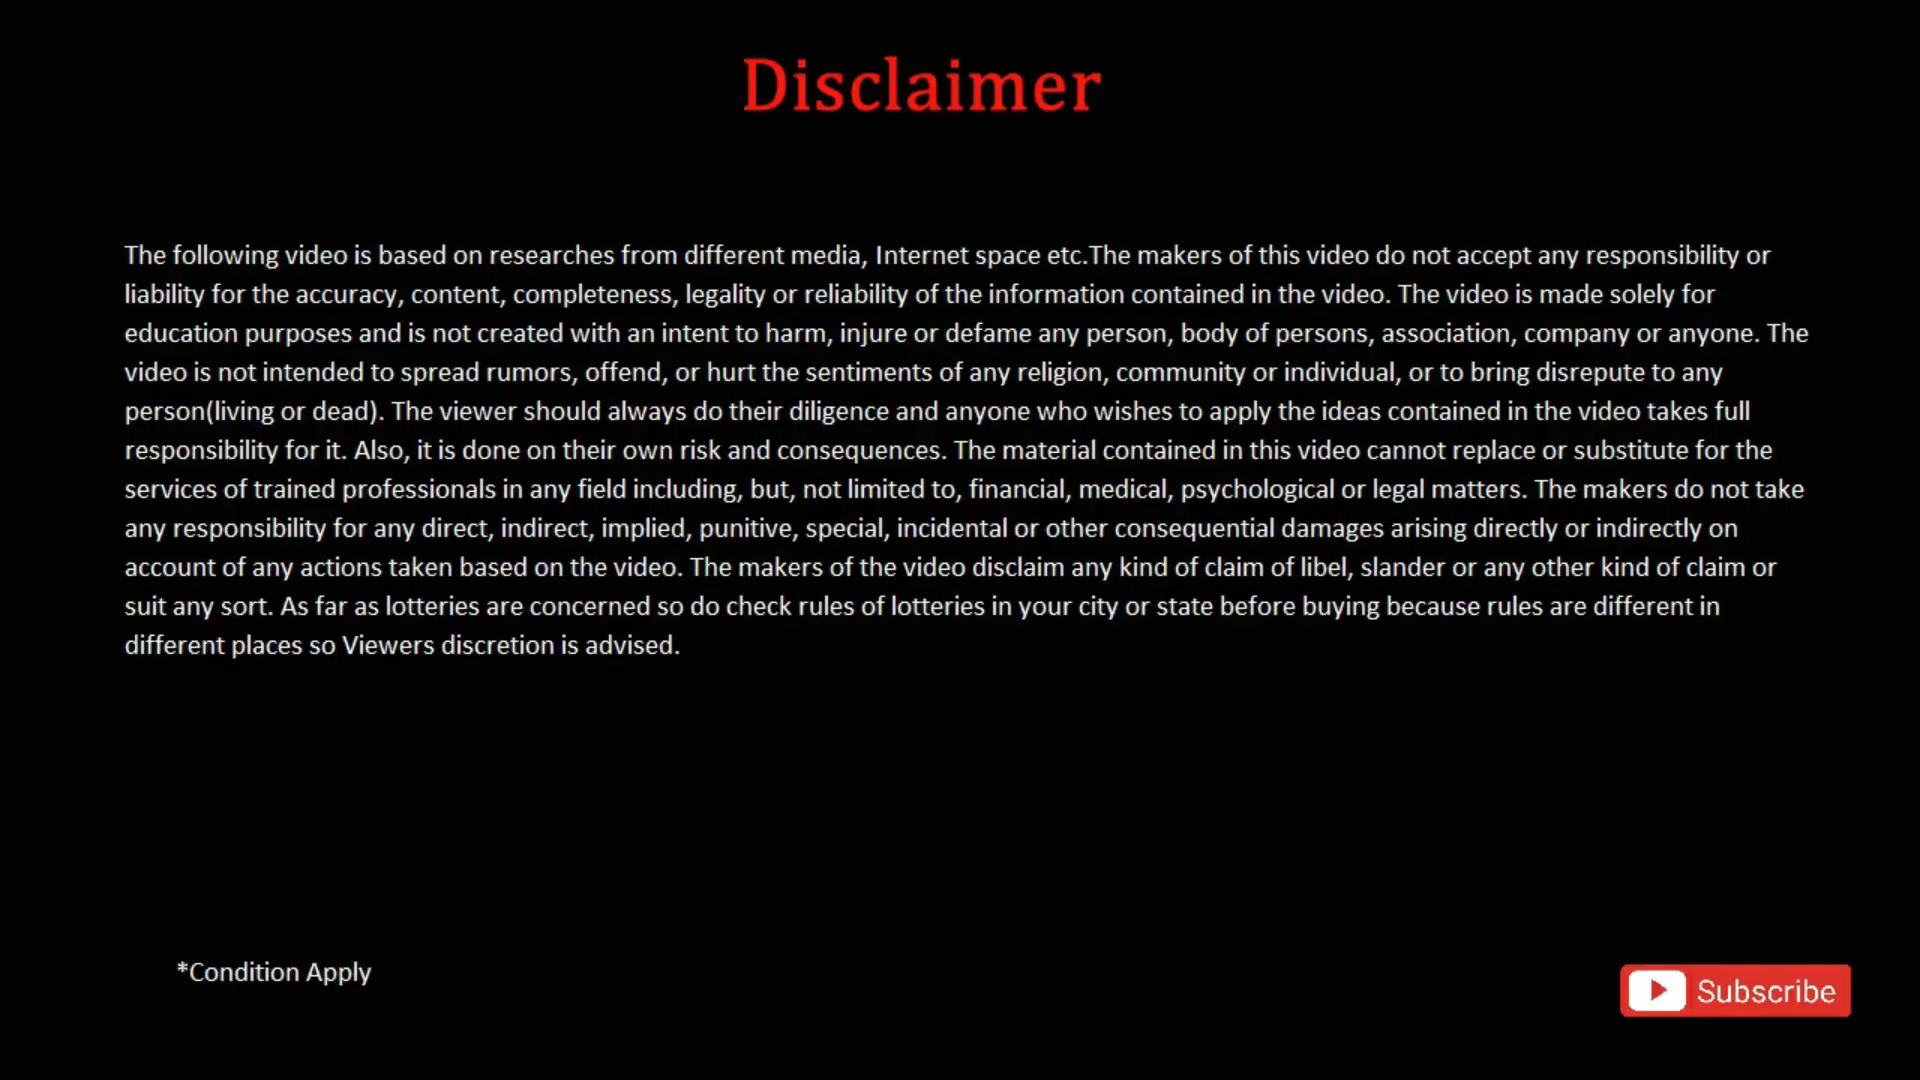 Disclaimer
The following video is based on researches from different media, Internet space etc.The makers of this video do not accept any responsibility or
liability for the accuracy, content, completeness, legality or reliability of the information contained in the video. The video is made solely for
education purposes and is not created with an intent to harm, injure or defame any person, body of persons, association, company or anyone. The
video is not intended to spread rumors, offend, or hurt the sentiments of any religion, community or individual, or to bring disrepute to any
person(living or dead). The viewer should always do their diligence and anyone who wishes to apply the ideas contained in the video takes full
responsibility for it. Also, it is done on their own risk and consequences. The material contained in this video cannot replace or substitute for the
services of trained professionals in any field including, but, not limited to, financial, medical, psychological or legal matters. The makers do not take
any responsibility for any direct, indirect, implied, punitive, special, incidental or other consequential damages arising directly or indirectly on
account of any actions taken based on the video. The makers of the video disclaim any kind of claim of libel, slander or any other kind of claim or
suit any sort. As far as lotteries are concerned so do check rules of lotteries in your city or state before buying because rules are different in
different places so Viewers discretion is advised.
*Condition Apply
Subscribe